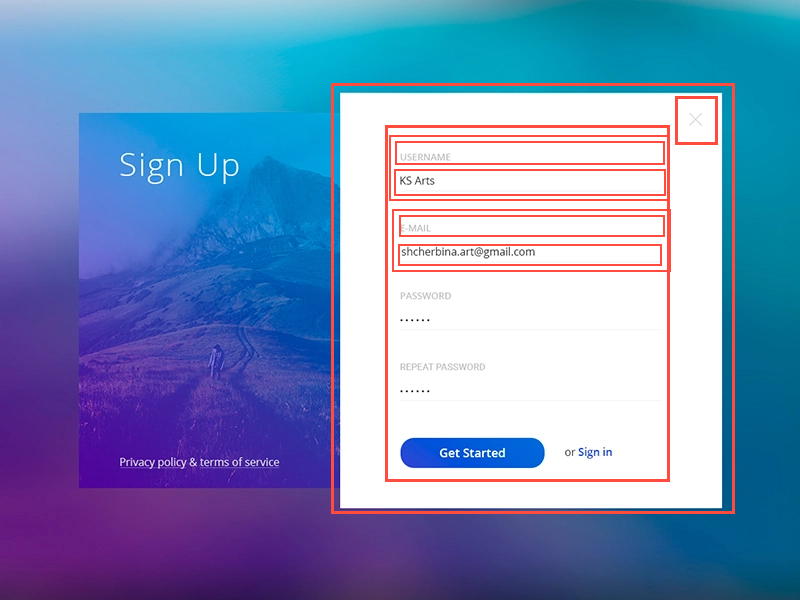 Sign Up
Privacy policy & terms of service
USERNAME
KS Arts
E-MAIL
shcherbina.art@gmail.com
PASSWORD
······
REPEAT PASSWORD
······
Get Started
or Sign in